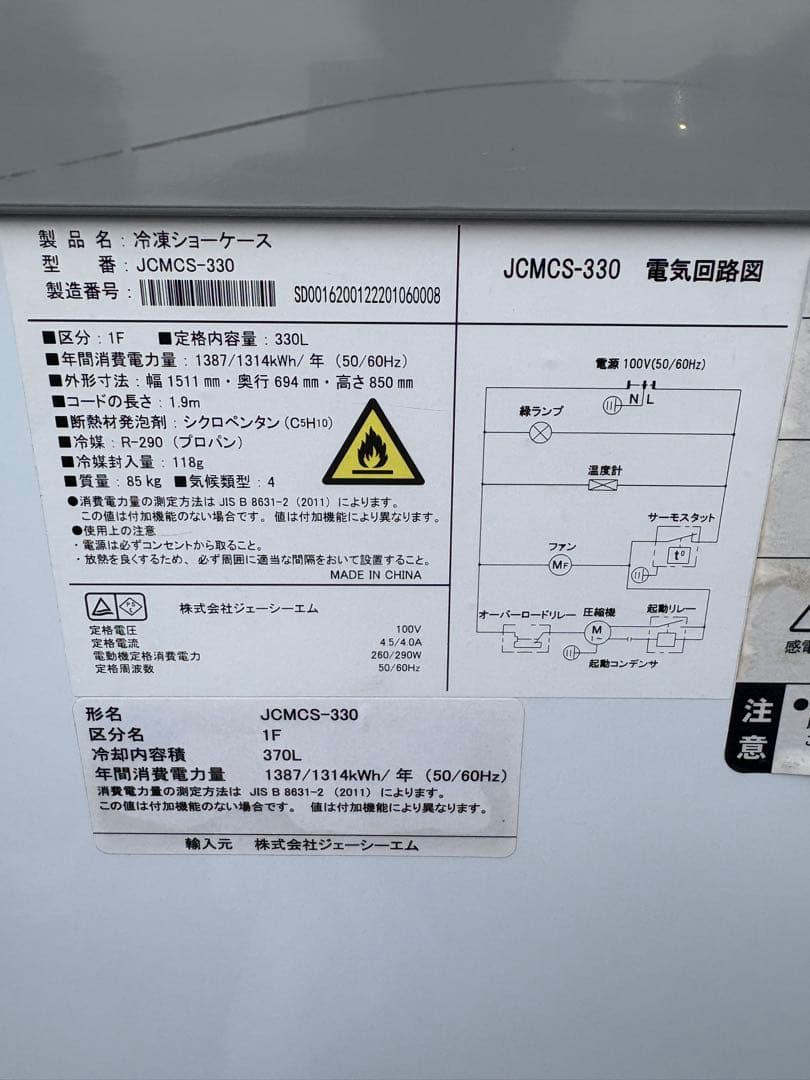 製品名：冷凍ショーケース
型　番：JCMCS-330
製造番号：
SD0016200122201060008
■区分：1F　■定格内容量：330L
■年間消費電力量：1387/1314kWh/年（50/60Hz）
■外形寸法：幅 1511 mm・奥行 694 mm・高さ 850 mm
■コードの長さ：1.9m
■断熱材発泡剤：シクロペンタン（C5H10）
■冷媒：R-290（プロパン）
■冷媒封入量：118g
■質量：85 kg　■気候類型：4
●消費電力量の測定方法は JIS B 8631-2（2011）によります。
この値は付加機能のない場合です。値は付加機能により異なります。
●使用上の注意
・電源は必ずコンセントから取ること。
・放熱を良くするため、必ず周囲に適当な間隔をおいて設置すること。
MADE IN CHINA
PS
E
株式会社ジェーシーエム
定格電圧　100V
定格電流　4.5/4.0A
電動機定格消費電力　260/290W
定格周波数　50/60Hz
JCMCS-330　電気回路図
電源 100V(50/60Hz)
N L
緑ランプ
温度計
サーモスタット
t°
ファン
MF
オーバーロードリレー　圧縮機　起動リレー
M
1~
起動コンデンサ
形名　JCMCS-330
区分名　1F
冷却内容積　370L
年間消費電力量　1387/1314kWh/年（50/60Hz）
消費電力量の測定方法は JIS B 8631-2（2011）によります。
この値は付加機能のない場合です。値は付加機能により異なります。
輸入元　株式会社ジェーシーエム
感電
注意